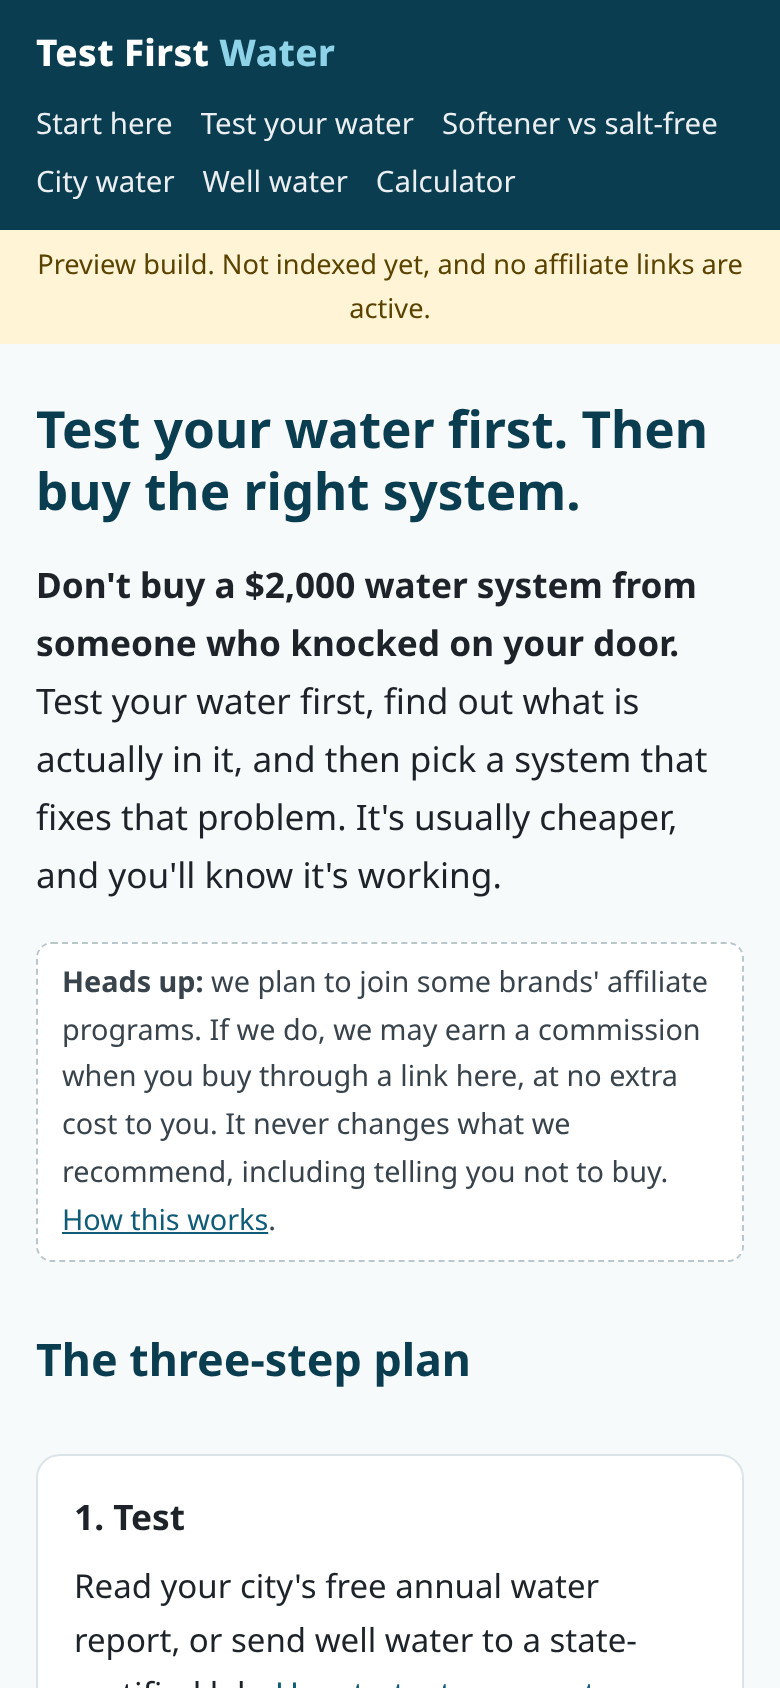 Test First Water
Start here Test your water Softener vs salt-free
City water Well water Calculator
Preview build. Not indexed yet, and no affiliate links are
active.
Test your water first. Then
buy the right system.
Don't buy a $2,000 water system from
someone who knocked on your door.
Test your water first, find out what is
actually in it, and then pick a system that
fixes that problem. It's usually cheaper,
and you'll know it's working.
Heads up: we plan to join some brands' affiliate
programs. If we do, we may earn a commission
when you buy through a link here, at no extra
cost to you. It never changes what we
recommend, including telling you not to buy.
How this works.
The three-step plan
1. Test
Read your city's free annual water
report, or send well water to a state-